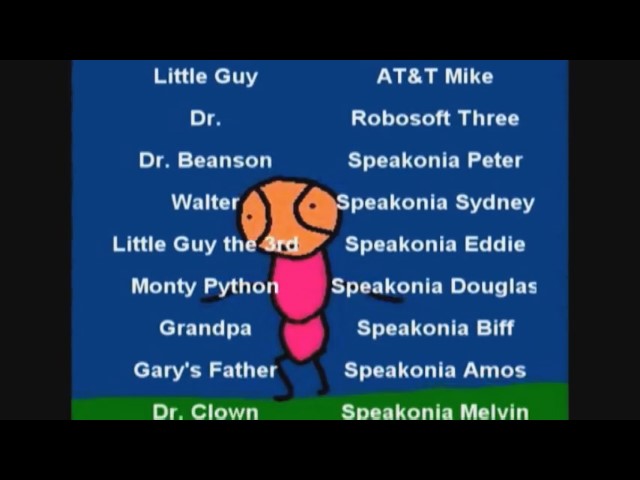 Little Guy AT&T Mike
Dr. Robosoft Three
Dr. Beanson Speakonia Peter
Walter Speakonia Sydney
Little Guy the 3rd Speakonia Eddie
Monty Python Speakonia Douglas
Grandpa Speakonia Biff
Gary's Father Speakonia Amos
Dr. Clown Speakonia Melvin